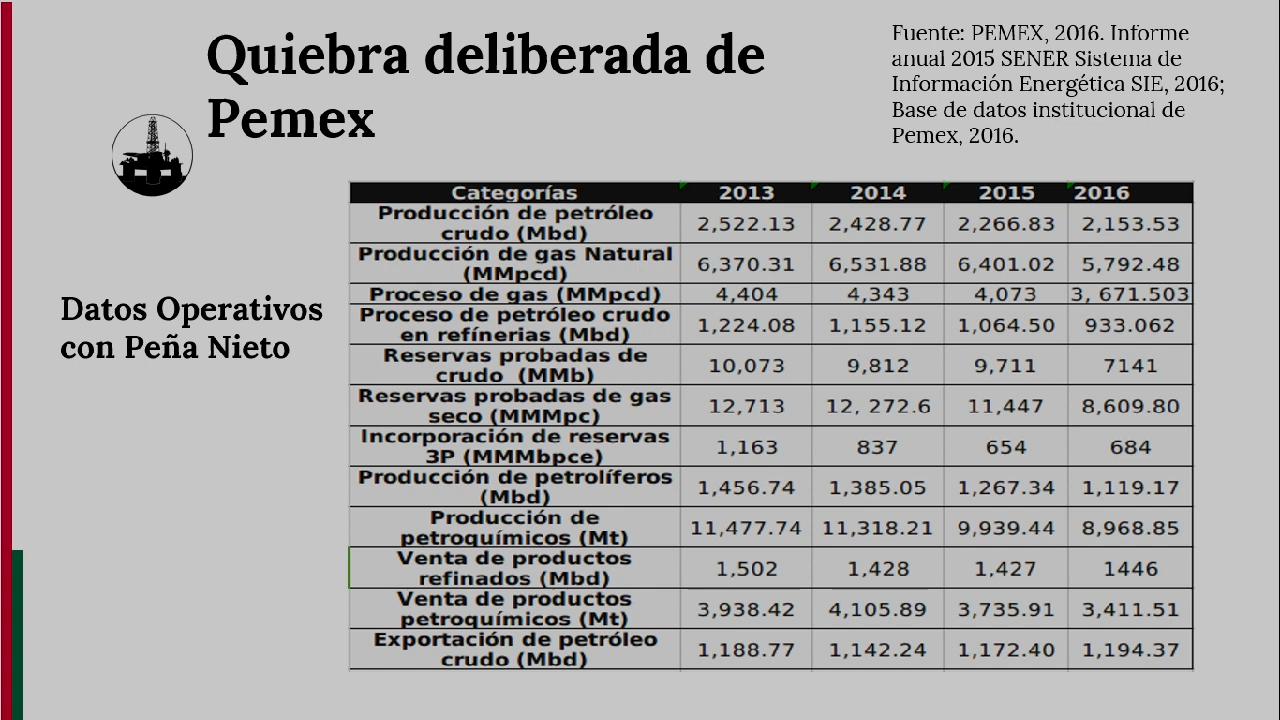 Quiebra deliberada de
Pemex
Fuente: PEMEX, 2016. Informe
anual 2015 SENER Sistema de
Información Energética SIE, 2016;
Base de datos institucional de
Pemex, 2016.
Datos Operativos
con Peña Nieto
Categorías 2013 2014 2015 2016
Producción de petróleo
crudo (Mbd) 2,522.13 2,428.77 2,266.83 2,153.53
Producción de gas Natural
(MMpcd) 6,370.31 6,531.88 6,401.02 5,792.48
Proceso de gas (MMpcd) 4,404 4,343 4,073 3, 671.503
Proceso de petróleo crudo
en refínerias (Mbd) 1,224.08 1,155.12 1,064.50 933.062
Reservas probadas de
crudo (MMb) 10,073 9,812 9,711 7141
Reservas probadas de gas
seco (MMMpc) 12,713 12, 272.6 11,447 8,609.80
Incorporación de reservas
3P (MMMbpce) 1,163 837 654 684
Producción de petrolíferos
(Mbd) 1,456.74 1,385.05 1,267.34 1,119.17
Producción de
petroquímicos (Mt) 11,477.74 11,318.21 9,939.44 8,968.85
Venta de productos
refinados (Mbd) 1,502 1,428 1,427 1446
Venta de productos
petroquímicos (Mt) 3,938.42 4,105.89 3,735.91 3,411.51
Exportación de petróleo
crudo (Mbd) 1,188.77 1,142.24 1,172.40 1,194.37